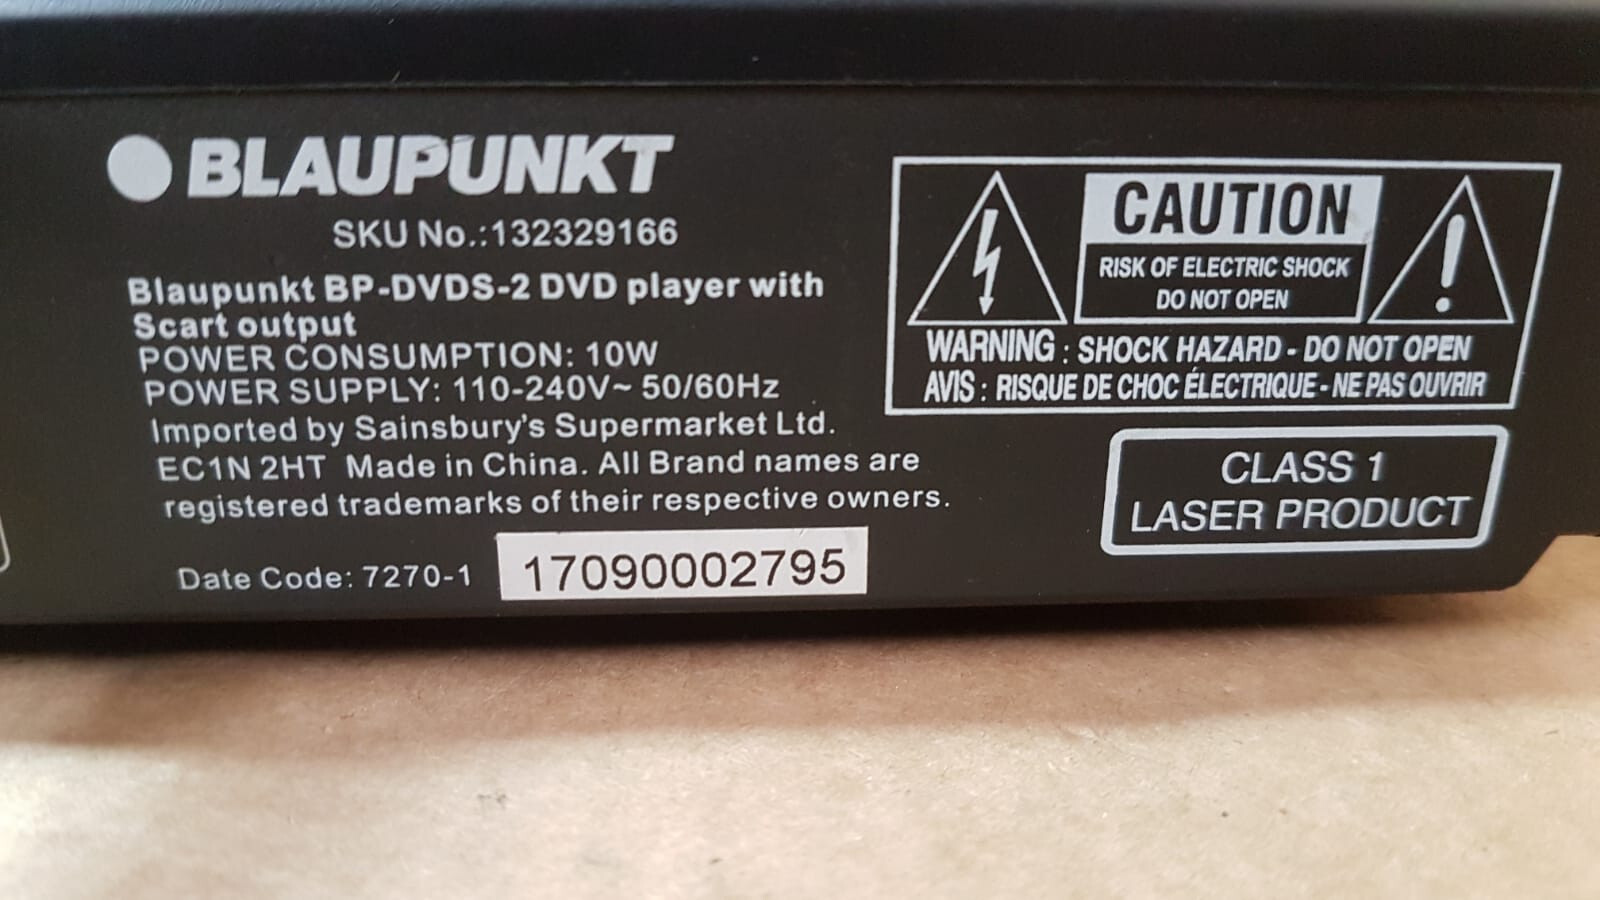 BLAUPUNKT
SKU No.:132329166
Blaupunkt BP-DVDS-2 DVD player with
Scart output
POWER CONSUMPTION: 10W
POWER SUPPLY: 110-240V~ 50/60Hz
Imported by Sainsbury's Supermarket Ltd.
EC1N 2HT Made in China. All Brand names are
registered trademarks of their respective owners.
Date Code: 7270-1
17090002795
CAUTION
RISK OF ELECTRIC SHOCK
DO NOT OPEN
WARNING : SHOCK HAZARD - DO NOT OPEN
AVIS : RISQUE DE CHOC ÉLECTRIQUE - NE PAS OUVRIR
CLASS 1
LASER PRODUCT